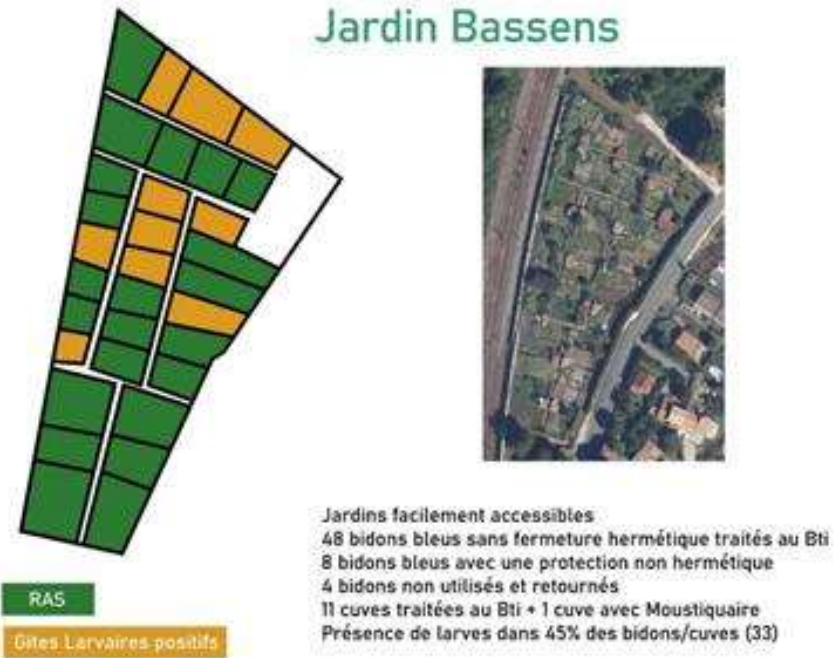 Jardin Bassens
Jardins facilement accessibles
48 bidons bleus sans fermeture hermétique traités au Bti
8 bidons bleus avec une protection non hermétique
4 bidons non utilisés et retournés
11 cuves traitées au Bti + 1 cuve avec Moustiquaire
Présence de larves dans 45% des bidons/cuves (33)
RAS
Gîtes Larvaires positifs